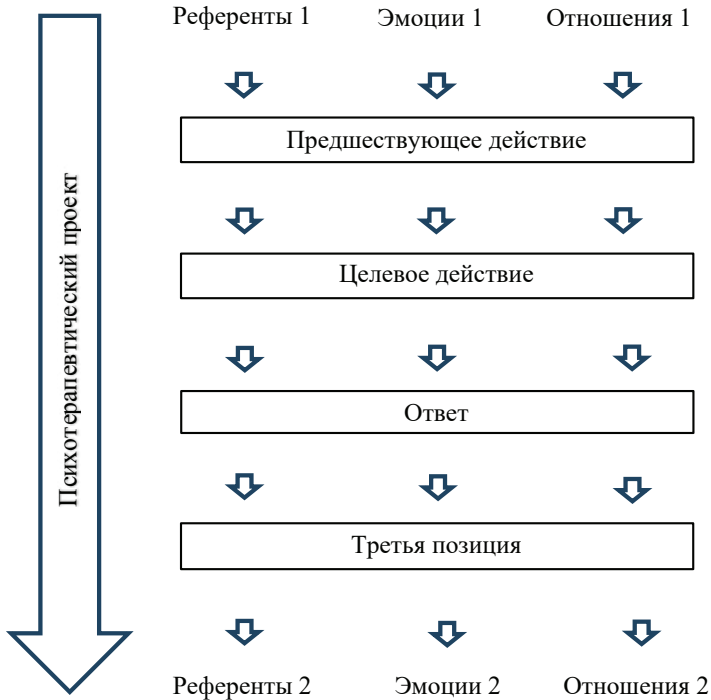 Референты 1 Эмоции 1 Отношения 1
Предшествующее действие
Целевое действие
Ответ
Третья позиция
Референты 2 Эмоции 2 Отношения 2
Психотерапевтический проект